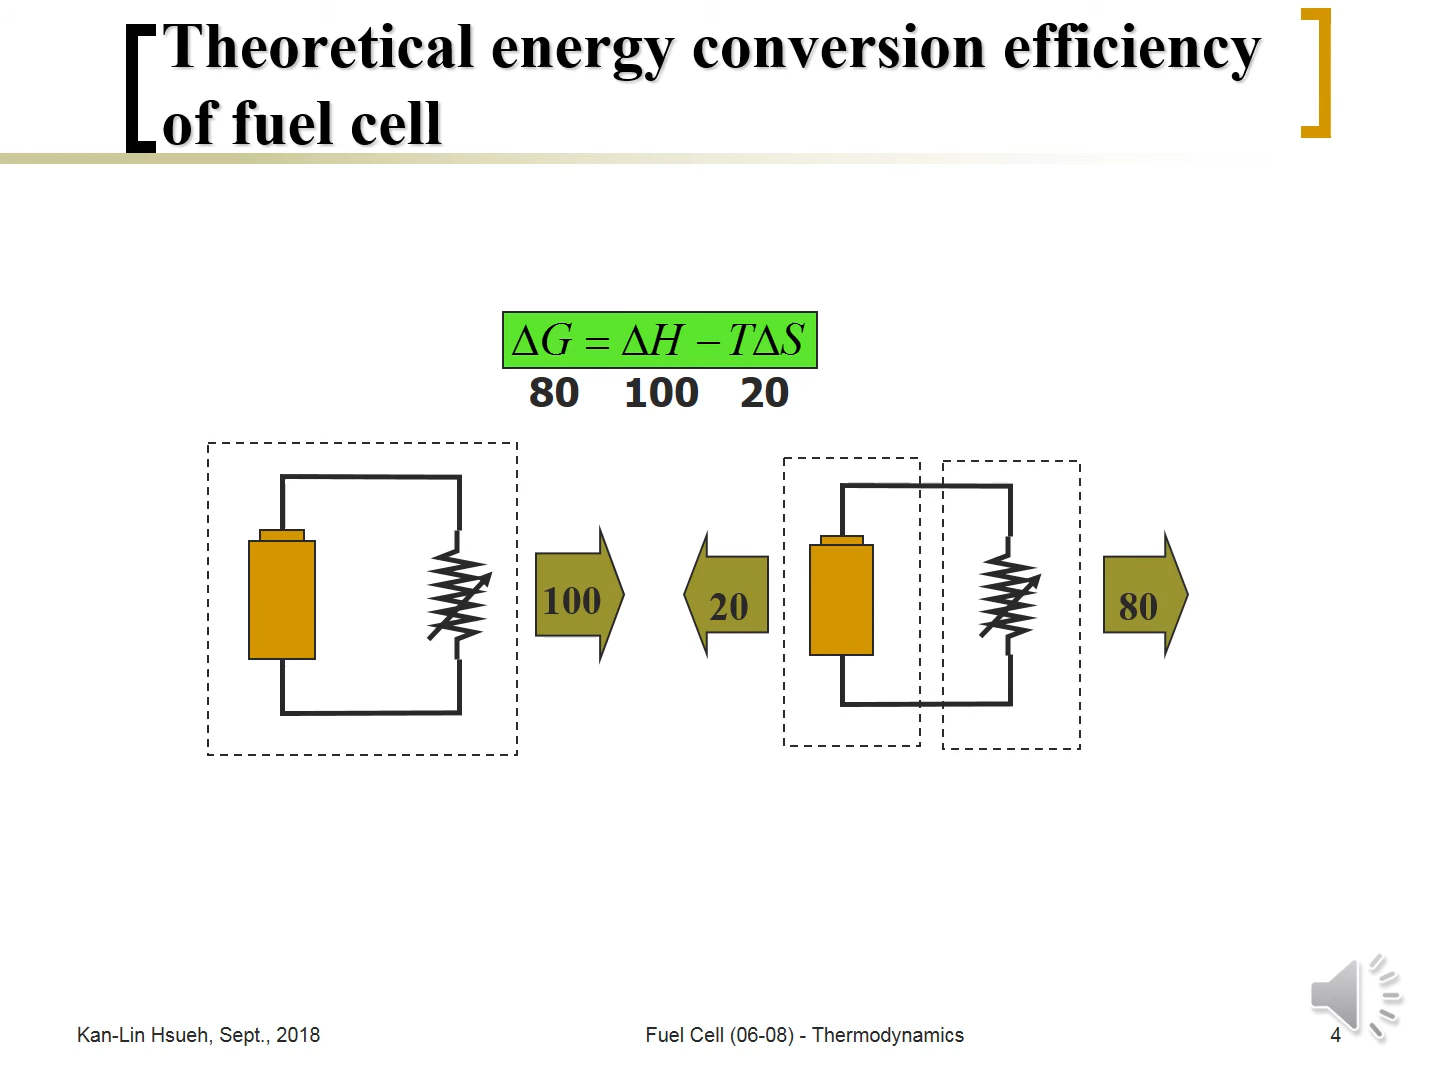 Theoretical energy conversion efficiency
of fuel cell
ΔG = ΔH − TΔS
80 100 20
100
20
80
Kan-Lin Hsueh, Sept., 2018
Fuel Cell (06-08) - Thermodynamics
4